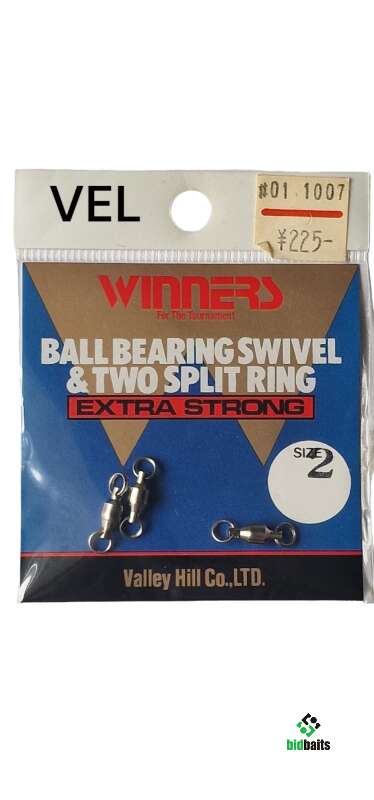 VEL
#01 1007
¥225-
WINNERS
For The Tournament
BALL BEARING SWIVEL
& TWO SPLIT RING
EXTRA STRONG
SIZE 2
Valley Hill Co.,LTD.
bidbaits